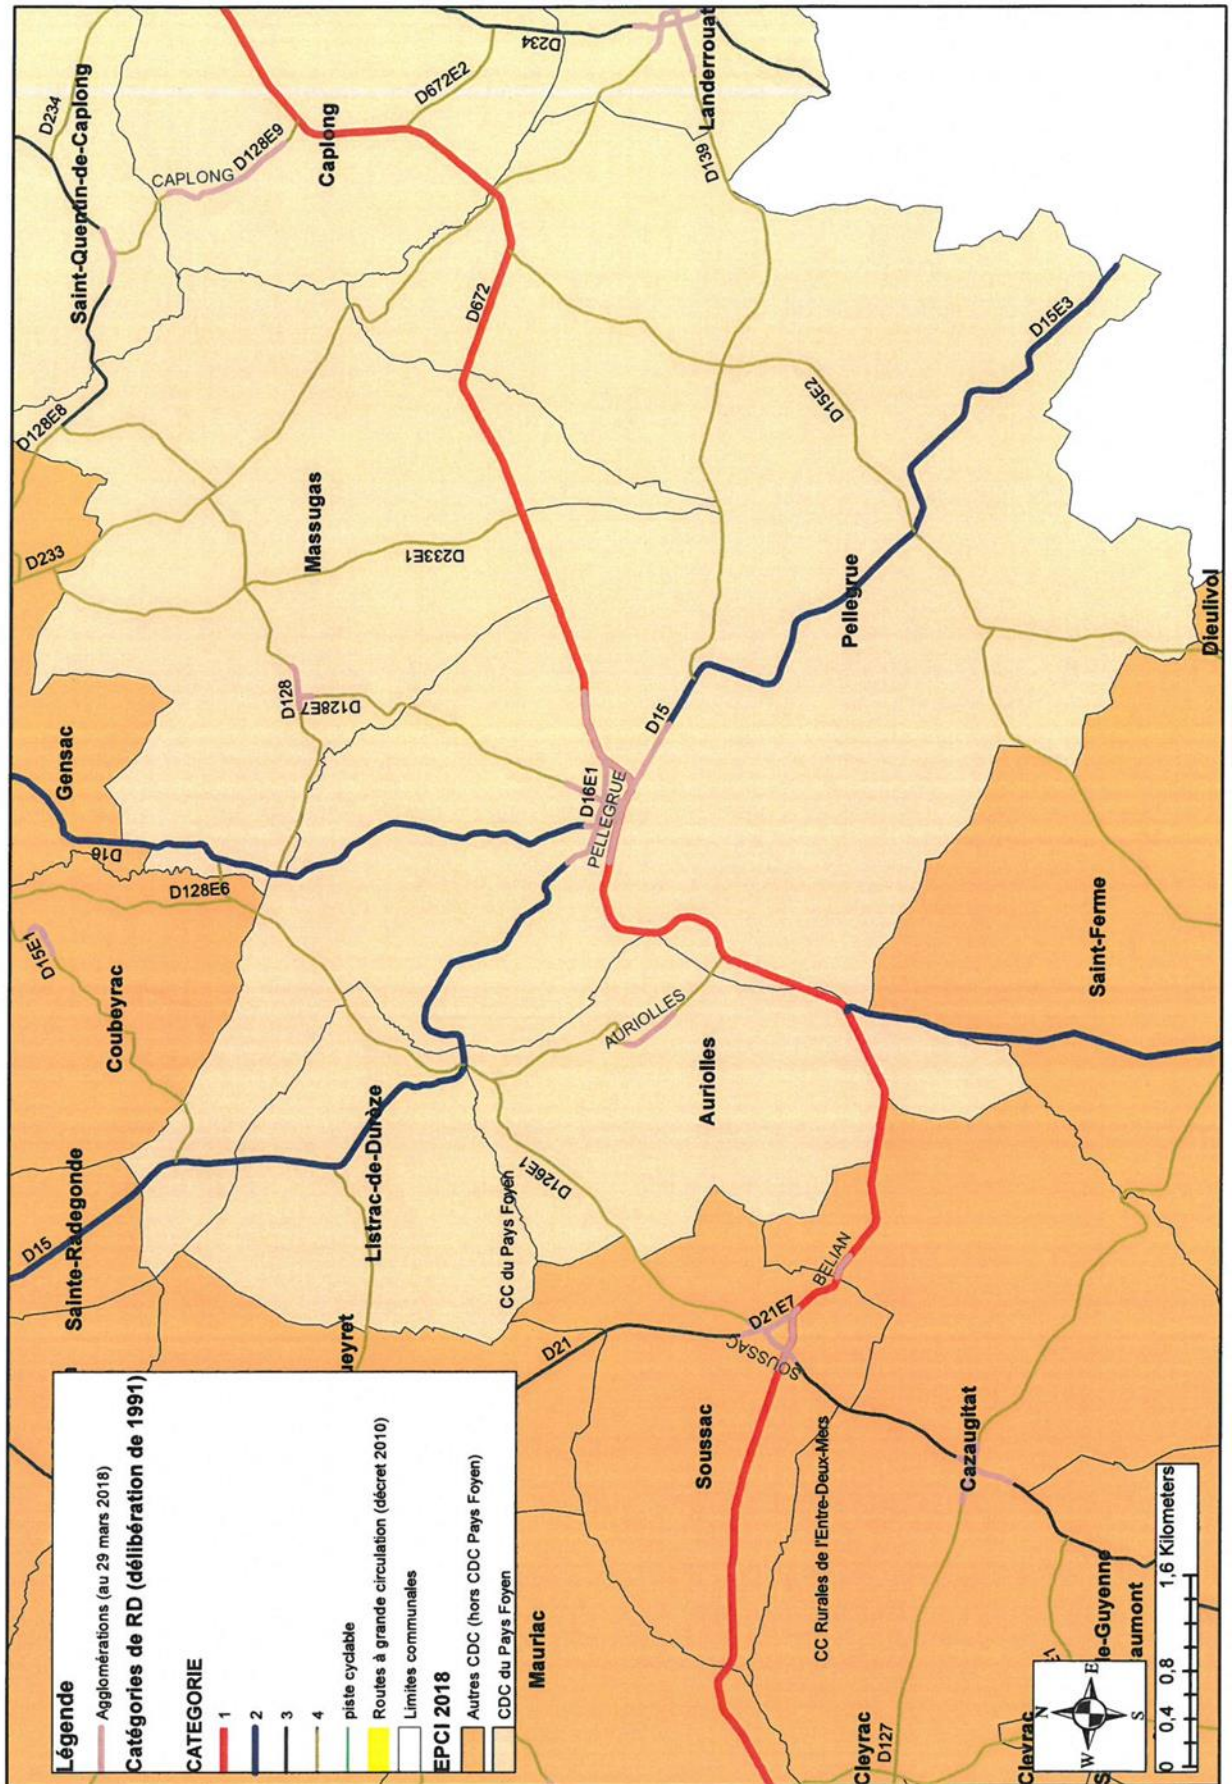 Légende
Agglomérations (au 29 mars 2018)
Catégories de RD (délibération de 1991)
CATEGORIE
1
2
3
4
piste cyclable
Routes à grande circulation (décret 2010)
Limites communales
EPCI 2018
Autres CDC (hors CDC Pays Foyen)
CDC du Pays Foyen
D15
Sainte-Radegonde
Coubeyrac
D15E1
D128E6
D16
Gensac
D233
D128E8
Saint-Quentin-de-Caplong
D234
CAPLONG
D128E9
Caplong
D672E2
D234
Landerrouat
D139
Massugas
D128
D128E7
D233E1
D672
ueyret
Listrac-de-Durèze
CC du Pays Foyen
D126E1
D21
D21E7
SOUSSAC
BELIAN
AURIOLLES
Auriolles
PELLEGRUE
D16E1
D15
Pellegrue
D15E2
D15E3
Dieulivol
Saint-Ferme
Mauriac
Soussac
CC Rurales de l'Entre-Deux-Mers
Cazaugitat
Cleyrac
D127
Cleyrac
le-Guyenne
aumont
N
W
E
S
0 0,4 0,8 1,6 Kilometers